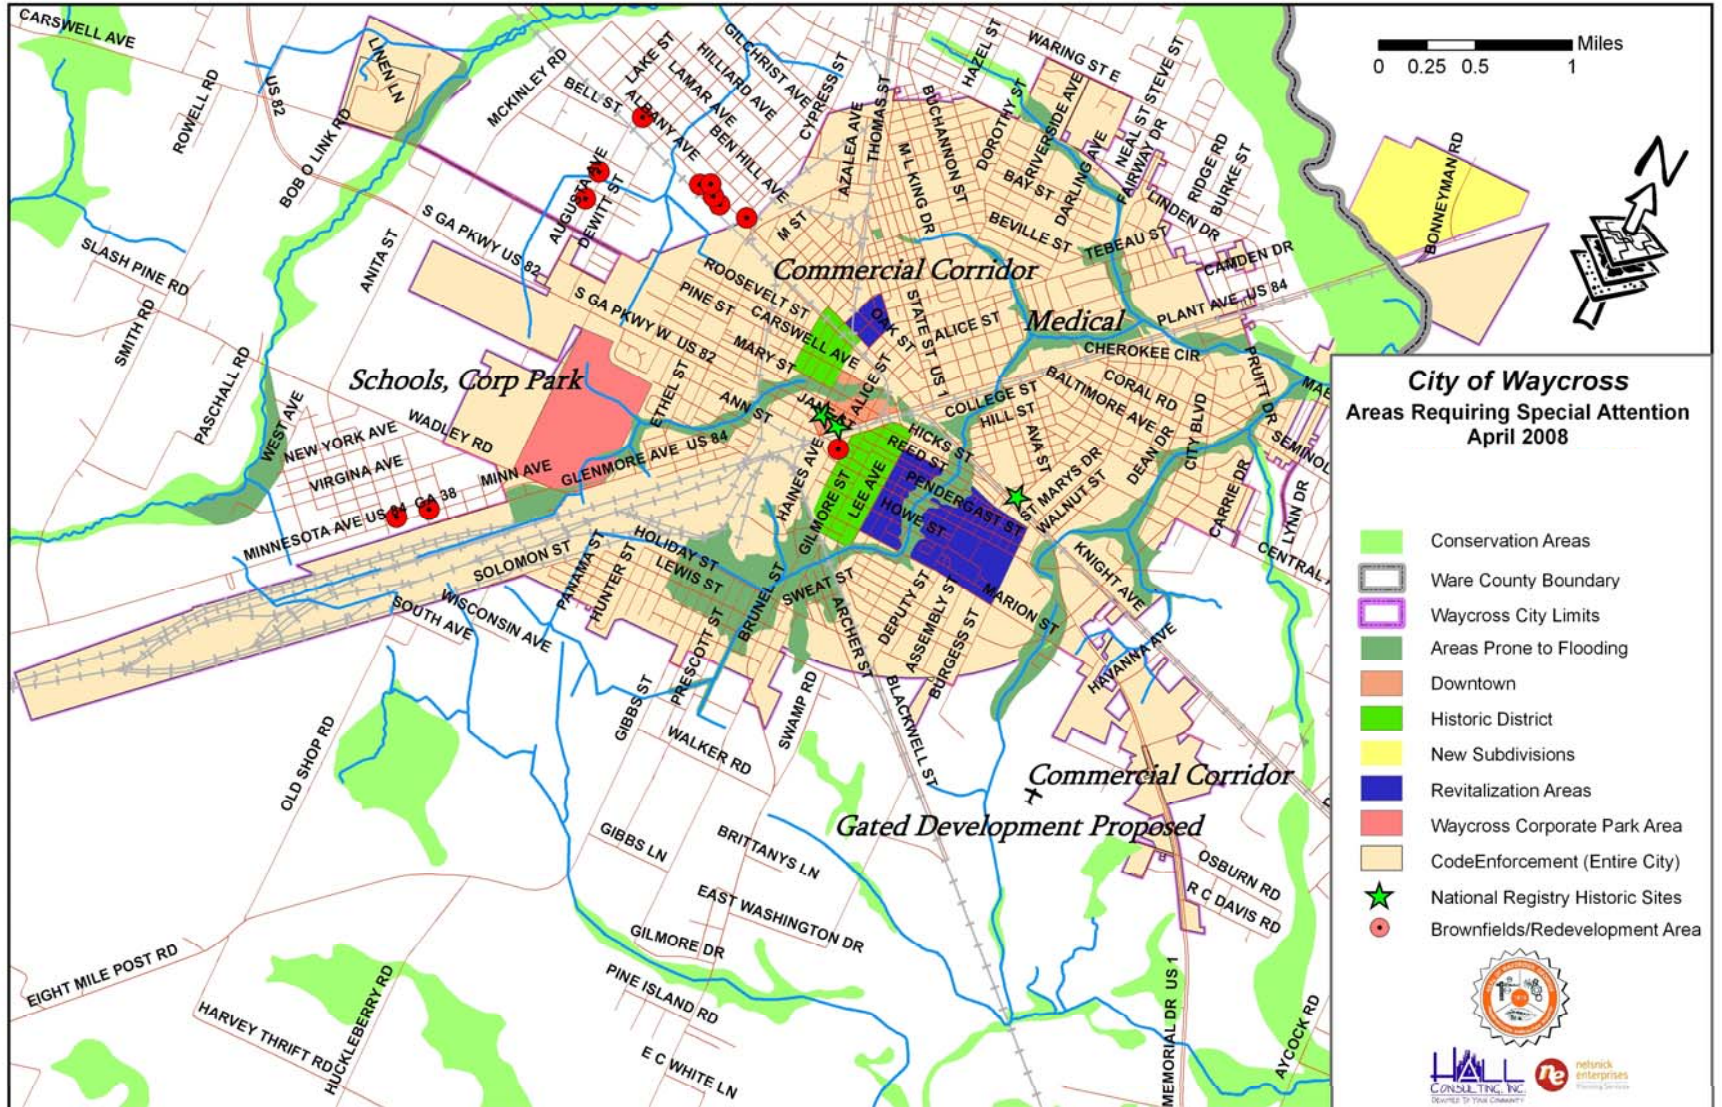 CARSWELL AVE
LINEN LN
US 82
ROWELL RD
BOB O LINK RD
MCKINLEY RD
BELL ST
LAKE ST
ALBANY AVE
LAMAR AVE
HILLIARD AVE
GILCHRIST AVE
BEN HILL AVE
CYPRESS ST
AZALEA AVE
THOMAS ST
M L KING DR
BUCHANNON ST
HAZEL ST
DOROTHY ST
WARING ST E
RIVERSIDE AVE
BAY ST
DARLING AVE
NEAL ST
STEVE ST
FAIRWAY DR
RIDGE RD
BURKE ST
LINDEN DR
BEVILLE ST
TEBEAU ST
CAMDEN DR
PLANT AVE US 84
BONNEYMAN RD
Miles
0 0.25 0.5 1
N
AUGUSTA AVE
DEWITT ST
M ST
S GA PKWY US 82
ANITA ST
SLASH PINE RD
SMITH RD
PASCHALL RD
Commercial Corridor
ROOSEVELT ST
PINE ST
CARSWELL AVE
S GA PKWY W US 82
MARY ST
OAK ST
STATE ST US 1
ALICE ST
Medical
CHEROKEE CIR
Schools, Corp Park
ETHEL ST
ANN ST
ALICE ST
COLLEGE ST
HILL ST
BALTIMORE AVE
CORAL RD
PRUITT DR
CITY BLVD
DEAN DR
AVA ST
WEST AVE
NEW YORK AVE
VIRGINA AVE
WADLEY RD
MINN AVE
GLENMORE AVE US 84
MINNESOTA AVE US 84 GA 38
HAINES AVE
GILMORE ST
LEE AVE
HICKS ST
REED ST
PENDERGAST ST
HOWE ST
ST MARYS DR
WALNUT ST
CARRIE DR
LYNN DR
SOLOMON ST
PANAMA ST
HUNTER ST
HOLIDAY ST
LEWIS ST
BRUNEL ST
SWEAT ST
KNIGHT AVE
SOUTH AVE
WISCONSIN AVE
PRESCOTT ST
GIBBS ST
ARCHER ST
DEPUTY ST
ASSEMBLY ST
BURGESS ST
MARION ST
HAVANNA AVE
OLD SHOP RD
WALKER RD
SWAMP RD
BLACKWELL ST
Commercial Corridor
Gated Development Proposed
GIBBS LN
BRITTANYS LN
OSBURN RD
R C DAVIS RD
EAST WASHINGTON DR
GILMORE DR
EIGHT MILE POST RD
PINE ISLAND RD
HARVEY THRIFT RD
HUCKLEBERRY RD
E C WHITE LN
MEMORIAL DR US 1
AYCOCK RD
City of Waycross
Areas Requiring Special Attention
April 2008
Conservation Areas
Ware County Boundary
Waycross City Limits
Areas Prone to Flooding
Downtown
Historic District
New Subdivisions
Revitalization Areas
Waycross Corporate Park Area
CodeEnforcement (Entire City)
National Registry Historic Sites
Brownfields/Redevelopment Area
HALL
CONSULTING, INC.
DEVOTED TO YOUR COMMUNITY
ne
nelsnick
enterprises